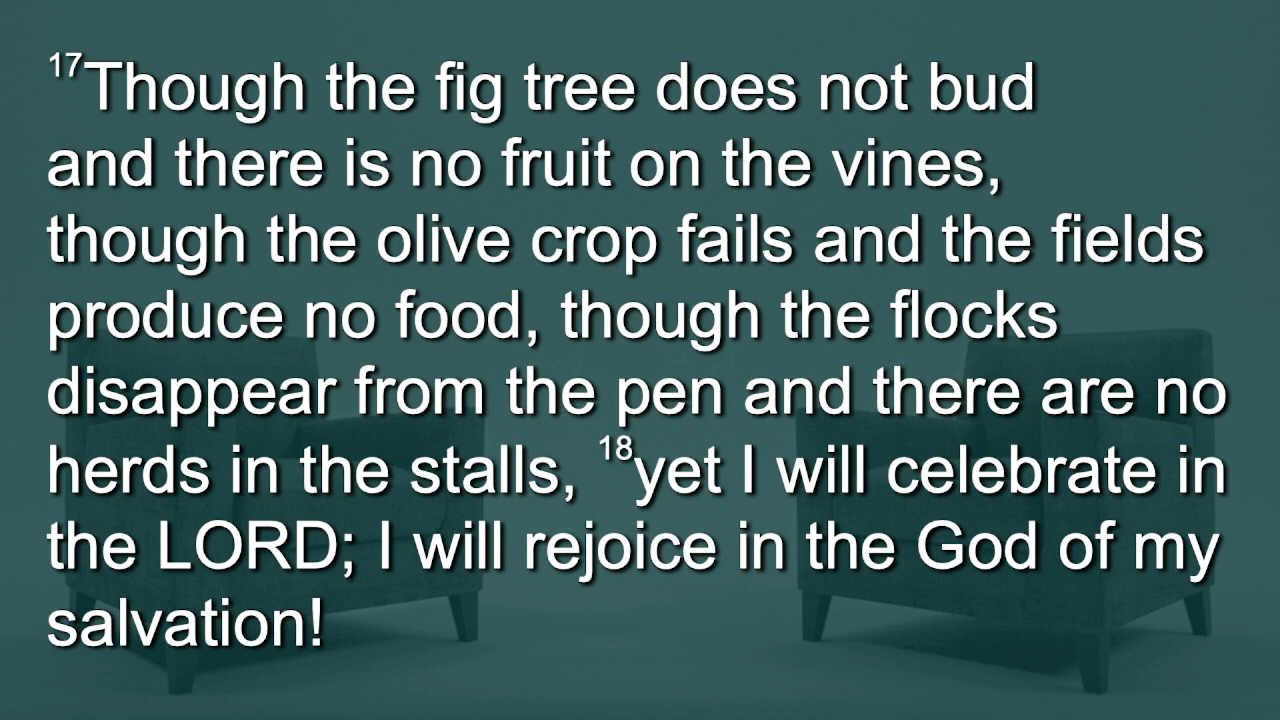 17Though the fig tree does not bud
and there is no fruit on the vines,
though the olive crop fails and the fields
produce no food, though the flocks
disappear from the pen and there are no
herds in the stalls, 18yet I will celebrate in
the LORD; I will rejoice in the God of my
salvation!